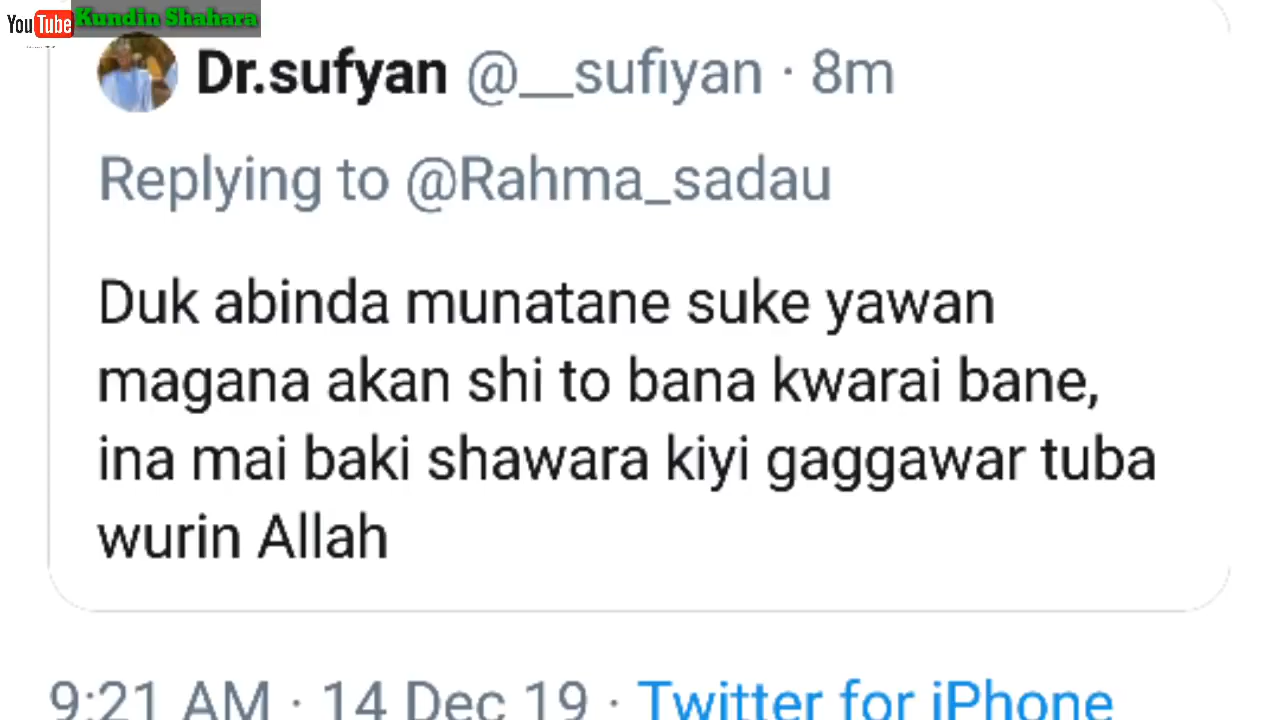 YouTube Kundin Shahara
Dr.sufyan @__sufiyan · 8m
Replying to @Rahma_sadau
Duk abinda munatane suke yawan
magana akan shi to bana kwarai bane,
ina mai baki shawara kiyi gaggawar tuba
wurin Allah
9:21 AM · 14 Dec 19 · Twitter for iPhone